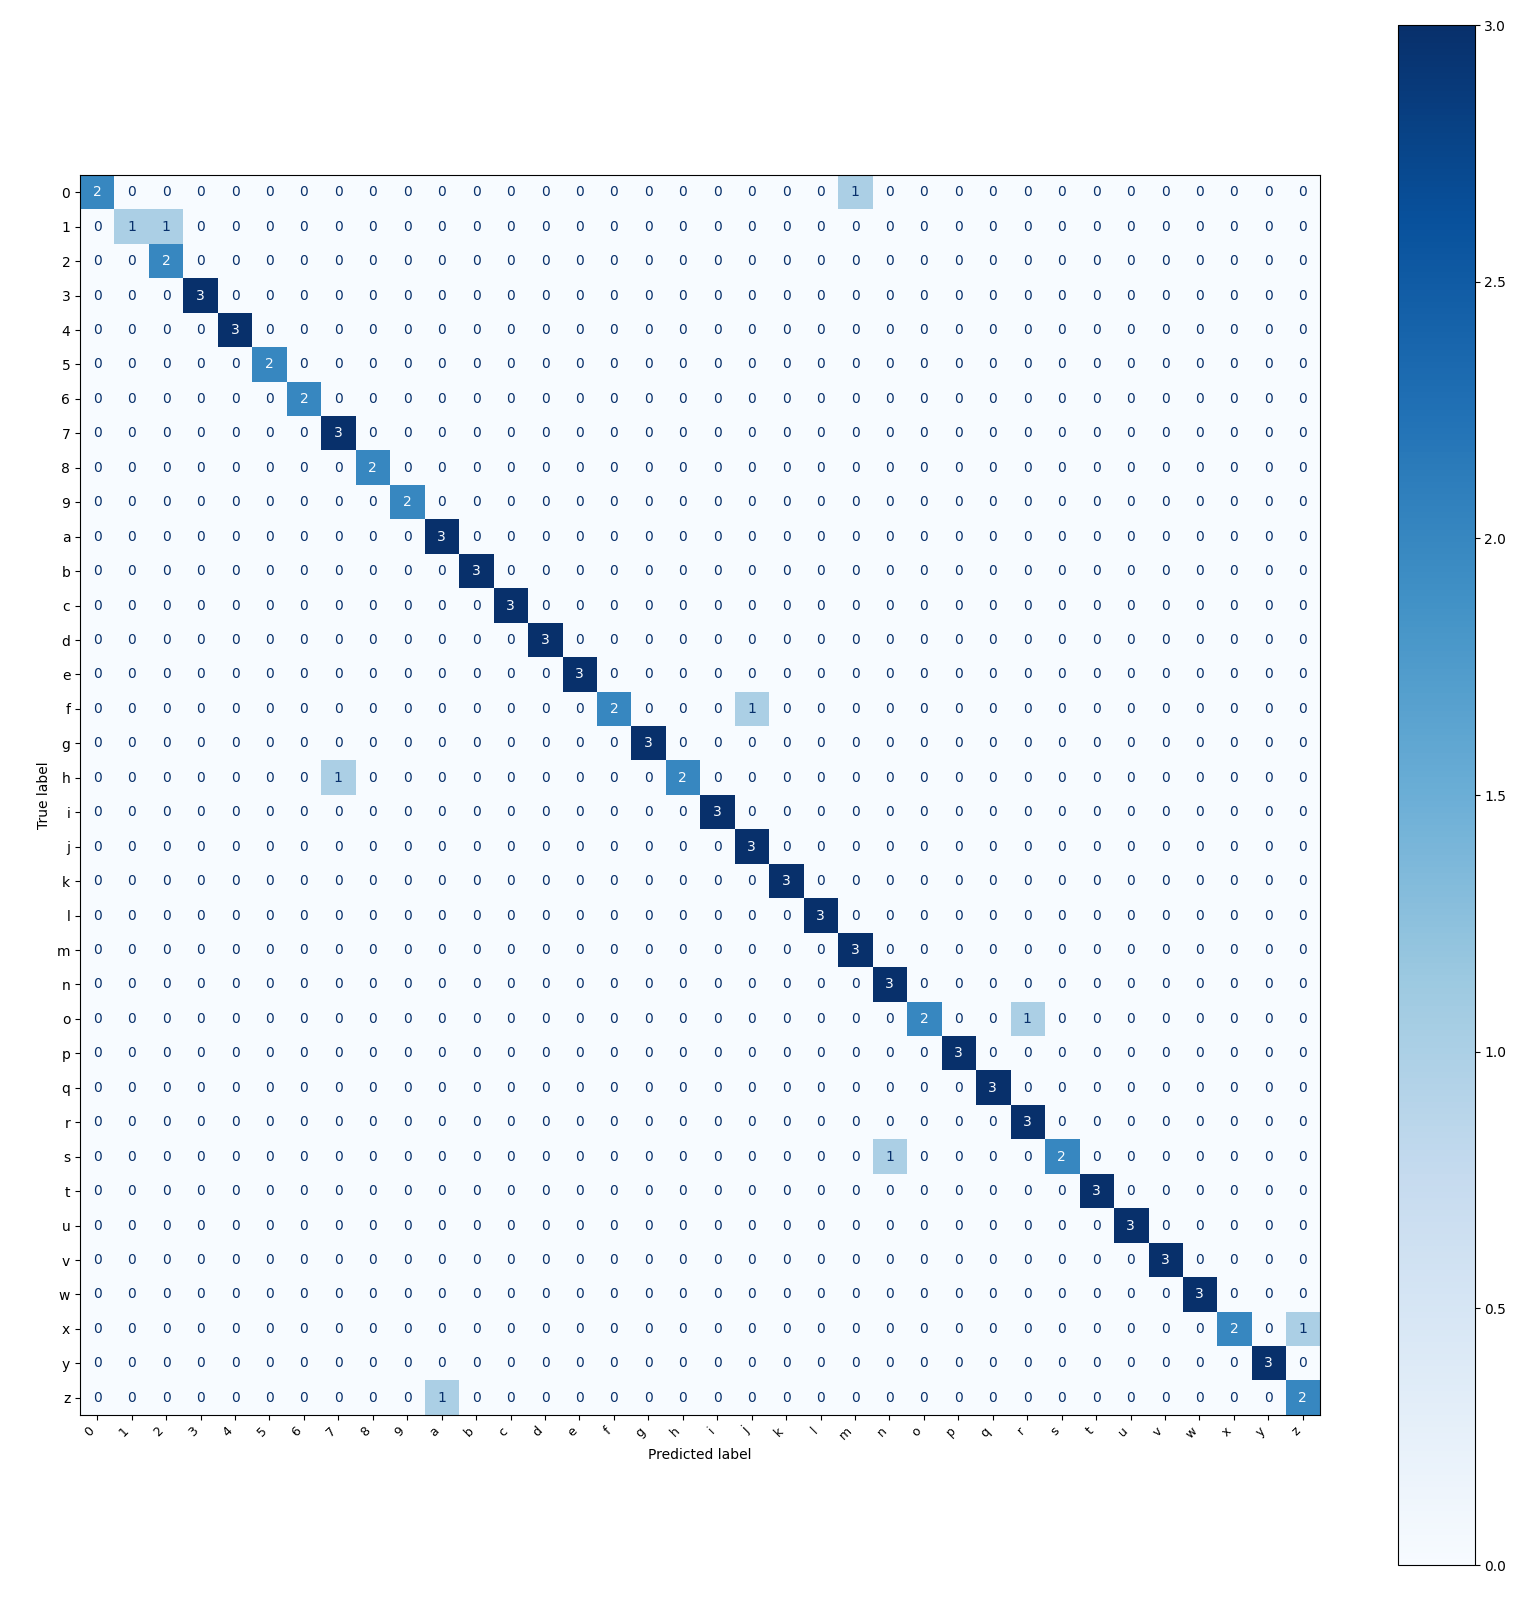 3.0
0 2 0 0 0 0 0 0 0 0 0 0 0 0 0 0 0 0 0 0 0 0 0 1 0 0 0 0 0 0 0 0 0 0 0 0 0
1 0 1 1 0 0 0 0 0 0 0 0 0 0 0 0 0 0 0 0 0 0 0 0 0 0 0 0 0 0 0 0 0 0 0 0 0
2 0 0 2 0 0 0 0 0 0 0 0 0 0 0 0 0 0 0 0 0 0 0 0 0 0 0 0 0 0 0 0 0 0 0 0 0
2.5
3 0 0 0 3 0 0 0 0 0 0 0 0 0 0 0 0 0 0 0 0 0 0 0 0 0 0 0 0 0 0 0 0 0 0 0 0
4 0 0 0 0 3 0 0 0 0 0 0 0 0 0 0 0 0 0 0 0 0 0 0 0 0 0 0 0 0 0 0 0 0 0 0 0
5 0 0 0 0 0 2 0 0 0 0 0 0 0 0 0 0 0 0 0 0 0 0 0 0 0 0 0 0 0 0 0 0 0 0 0 0
6 0 0 0 0 0 0 2 0 0 0 0 0 0 0 0 0 0 0 0 0 0 0 0 0 0 0 0 0 0 0 0 0 0 0 0 0
7 0 0 0 0 0 0 0 3 0 0 0 0 0 0 0 0 0 0 0 0 0 0 0 0 0 0 0 0 0 0 0 0 0 0 0 0
8 0 0 0 0 0 0 0 0 2 0 0 0 0 0 0 0 0 0 0 0 0 0 0 0 0 0 0 0 0 0 0 0 0 0 0 0
9 0 0 0 0 0 0 0 0 0 2 0 0 0 0 0 0 0 0 0 0 0 0 0 0 0 0 0 0 0 0 0 0 0 0 0 0
a 0 0 0 0 0 0 0 0 0 0 3 0 0 0 0 0 0 0 0 0 0 0 0 0 0 0 0 0 0 0 0 0 0 0 0 0
2.0
b 0 0 0 0 0 0 0 0 0 0 0 3 0 0 0 0 0 0 0 0 0 0 0 0 0 0 0 0 0 0 0 0 0 0 0 0
c 0 0 0 0 0 0 0 0 0 0 0 0 3 0 0 0 0 0 0 0 0 0 0 0 0 0 0 0 0 0 0 0 0 0 0 0
d 0 0 0 0 0 0 0 0 0 0 0 0 0 3 0 0 0 0 0 0 0 0 0 0 0 0 0 0 0 0 0 0 0 0 0 0
e 0 0 0 0 0 0 0 0 0 0 0 0 0 0 3 0 0 0 0 0 0 0 0 0 0 0 0 0 0 0 0 0 0 0 0 0
f 0 0 0 0 0 0 0 0 0 0 0 0 0 0 0 2 0 0 0 1 0 0 0 0 0 0 0 0 0 0 0 0 0 0 0 0
g 0 0 0 0 0 0 0 0 0 0 0 0 0 0 0 0 3 0 0 0 0 0 0 0 0 0 0 0 0 0 0 0 0 0 0 0
h 0 0 0 0 0 0 0 1 0 0 0 0 0 0 0 0 0 2 0 0 0 0 0 0 0 0 0 0 0 0 0 0 0 0 0 0
True label
1.5
i 0 0 0 0 0 0 0 0 0 0 0 0 0 0 0 0 0 0 3 0 0 0 0 0 0 0 0 0 0 0 0 0 0 0 0 0
j 0 0 0 0 0 0 0 0 0 0 0 0 0 0 0 0 0 0 0 3 0 0 0 0 0 0 0 0 0 0 0 0 0 0 0 0
k 0 0 0 0 0 0 0 0 0 0 0 0 0 0 0 0 0 0 0 0 3 0 0 0 0 0 0 0 0 0 0 0 0 0 0 0
l 0 0 0 0 0 0 0 0 0 0 0 0 0 0 0 0 0 0 0 0 0 3 0 0 0 0 0 0 0 0 0 0 0 0 0 0
m 0 0 0 0 0 0 0 0 0 0 0 0 0 0 0 0 0 0 0 0 0 0 3 0 0 0 0 0 0 0 0 0 0 0 0 0
n 0 0 0 0 0 0 0 0 0 0 0 0 0 0 0 0 0 0 0 0 0 0 0 3 0 0 0 0 0 0 0 0 0 0 0 0
o 0 0 0 0 0 0 0 0 0 0 0 0 0 0 0 0 0 0 0 0 0 0 0 0 2 0 0 1 0 0 0 0 0 0 0 0
p 0 0 0 0 0 0 0 0 0 0 0 0 0 0 0 0 0 0 0 0 0 0 0 0 0 3 0 0 0 0 0 0 0 0 0 0
1.0
q 0 0 0 0 0 0 0 0 0 0 0 0 0 0 0 0 0 0 0 0 0 0 0 0 0 0 3 0 0 0 0 0 0 0 0 0
r 0 0 0 0 0 0 0 0 0 0 0 0 0 0 0 0 0 0 0 0 0 0 0 0 0 0 0 3 0 0 0 0 0 0 0 0
s 0 0 0 0 0 0 0 0 0 0 0 0 0 0 0 0 0 0 0 0 0 0 0 1 0 0 0 0 2 0 0 0 0 0 0 0
t 0 0 0 0 0 0 0 0 0 0 0 0 0 0 0 0 0 0 0 0 0 0 0 0 0 0 0 0 0 3 0 0 0 0 0 0
u 0 0 0 0 0 0 0 0 0 0 0 0 0 0 0 0 0 0 0 0 0 0 0 0 0 0 0 0 0 0 3 0 0 0 0 0
v 0 0 0 0 0 0 0 0 0 0 0 0 0 0 0 0 0 0 0 0 0 0 0 0 0 0 0 0 0 0 0 3 0 0 0 0
w 0 0 0 0 0 0 0 0 0 0 0 0 0 0 0 0 0 0 0 0 0 0 0 0 0 0 0 0 0 0 0 0 3 0 0 0
0.5
x 0 0 0 0 0 0 0 0 0 0 0 0 0 0 0 0 0 0 0 0 0 0 0 0 0 0 0 0 0 0 0 0 0 2 0 1
y 0 0 0 0 0 0 0 0 0 0 0 0 0 0 0 0 0 0 0 0 0 0 0 0 0 0 0 0 0 0 0 0 0 0 3 0
z 0 0 0 0 0 0 0 0 0 0 1 0 0 0 0 0 0 0 0 0 0 0 0 0 0 0 0 0 0 0 0 0 0 0 0 2
0 1 2 3 4 5 6 7 8 9 a b c d e f g h i j k l m n o p q r s t u v w x y z
Predicted label
0.0